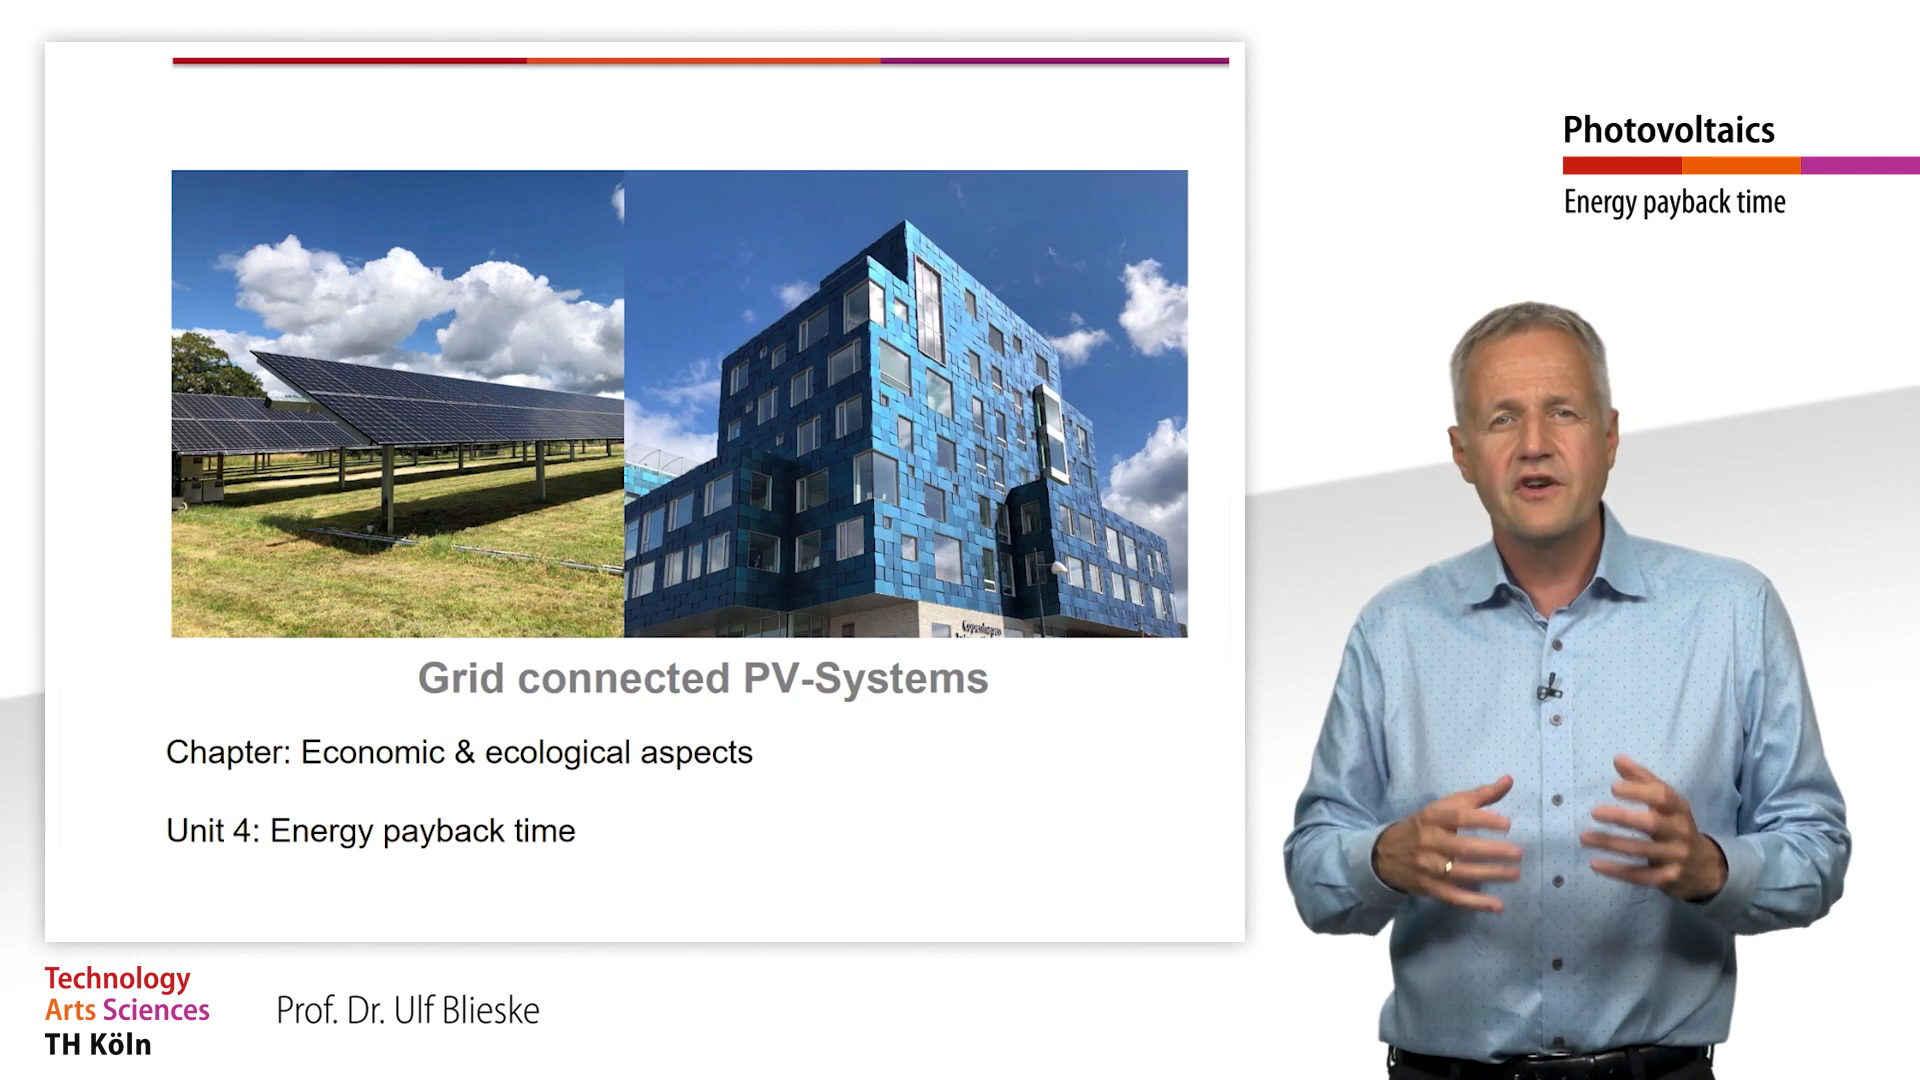 Photovoltaics
Energy payback time
Copenhagen
Grid connected PV-Systems
Chapter: Economic & ecological aspects
Unit 4: Energy payback time
Technology
Arts Sciences
TH Köln
Prof. Dr. Ulf Blieske